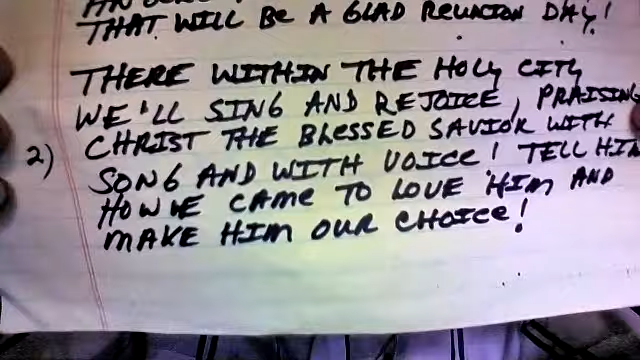 THAT WILL BE A GLAD REUNION DAY!
THERE WITHIN THE HOLY CITY
WE'LL SING AND REJOICE, PRAISING
CHRIST THE BLESSED SAVIOR WITH
2) SONG AND WITH VOICE! TELL HIM
HOW WE CAME TO LOVE HIM AND
MAKE HIM OUR CHOICE!